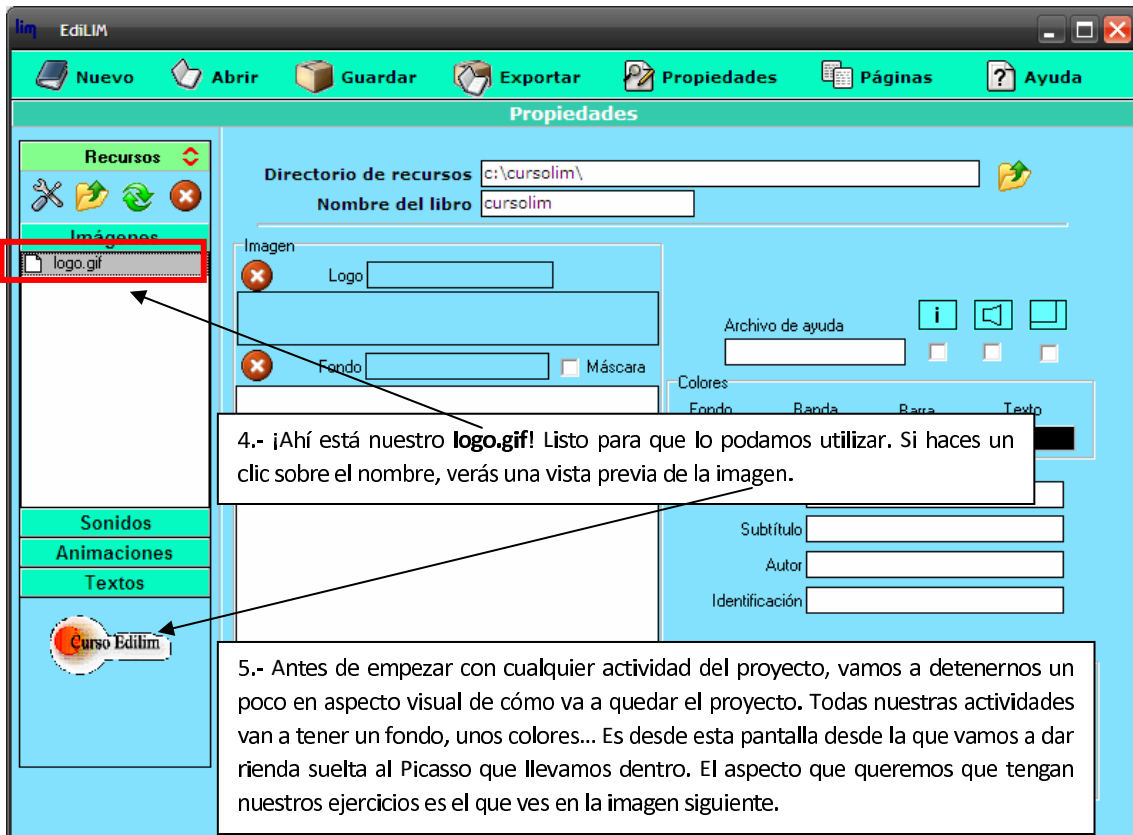 lim EdiLIM
Nuevo Abrir Guardar Exportar Propiedades Páginas Ayuda
Propiedades
Recursos
Imágenes
logo.gif
Sonidos
Animaciones
Textos
Curso Edilim
Directorio de recursos c:\cursolim\
Nombre del libro cursolim
Imagen
Logo
Fondo Máscara
Archivo de ayuda
i
Colores
Fondo Banda Barra Texto
4.- ¡Ahí está nuestro logo.gif! Listo para que lo podamos utilizar. Si haces un
clic sobre el nombre, verás una vista previa de la imagen.
Subtítulo
Autor
Identificación
5.- Antes de empezar con cualquier actividad del proyecto, vamos a detenernos un
poco en aspecto visual de cómo va a quedar el proyecto. Todas nuestras actividades
van a tener un fondo, unos colores... Es desde esta pantalla desde la que vamos a dar
rienda suelta al Picasso que llevamos dentro. El aspecto que queremos que tengan
nuestros ejercicios es el que ves en la imagen siguiente.